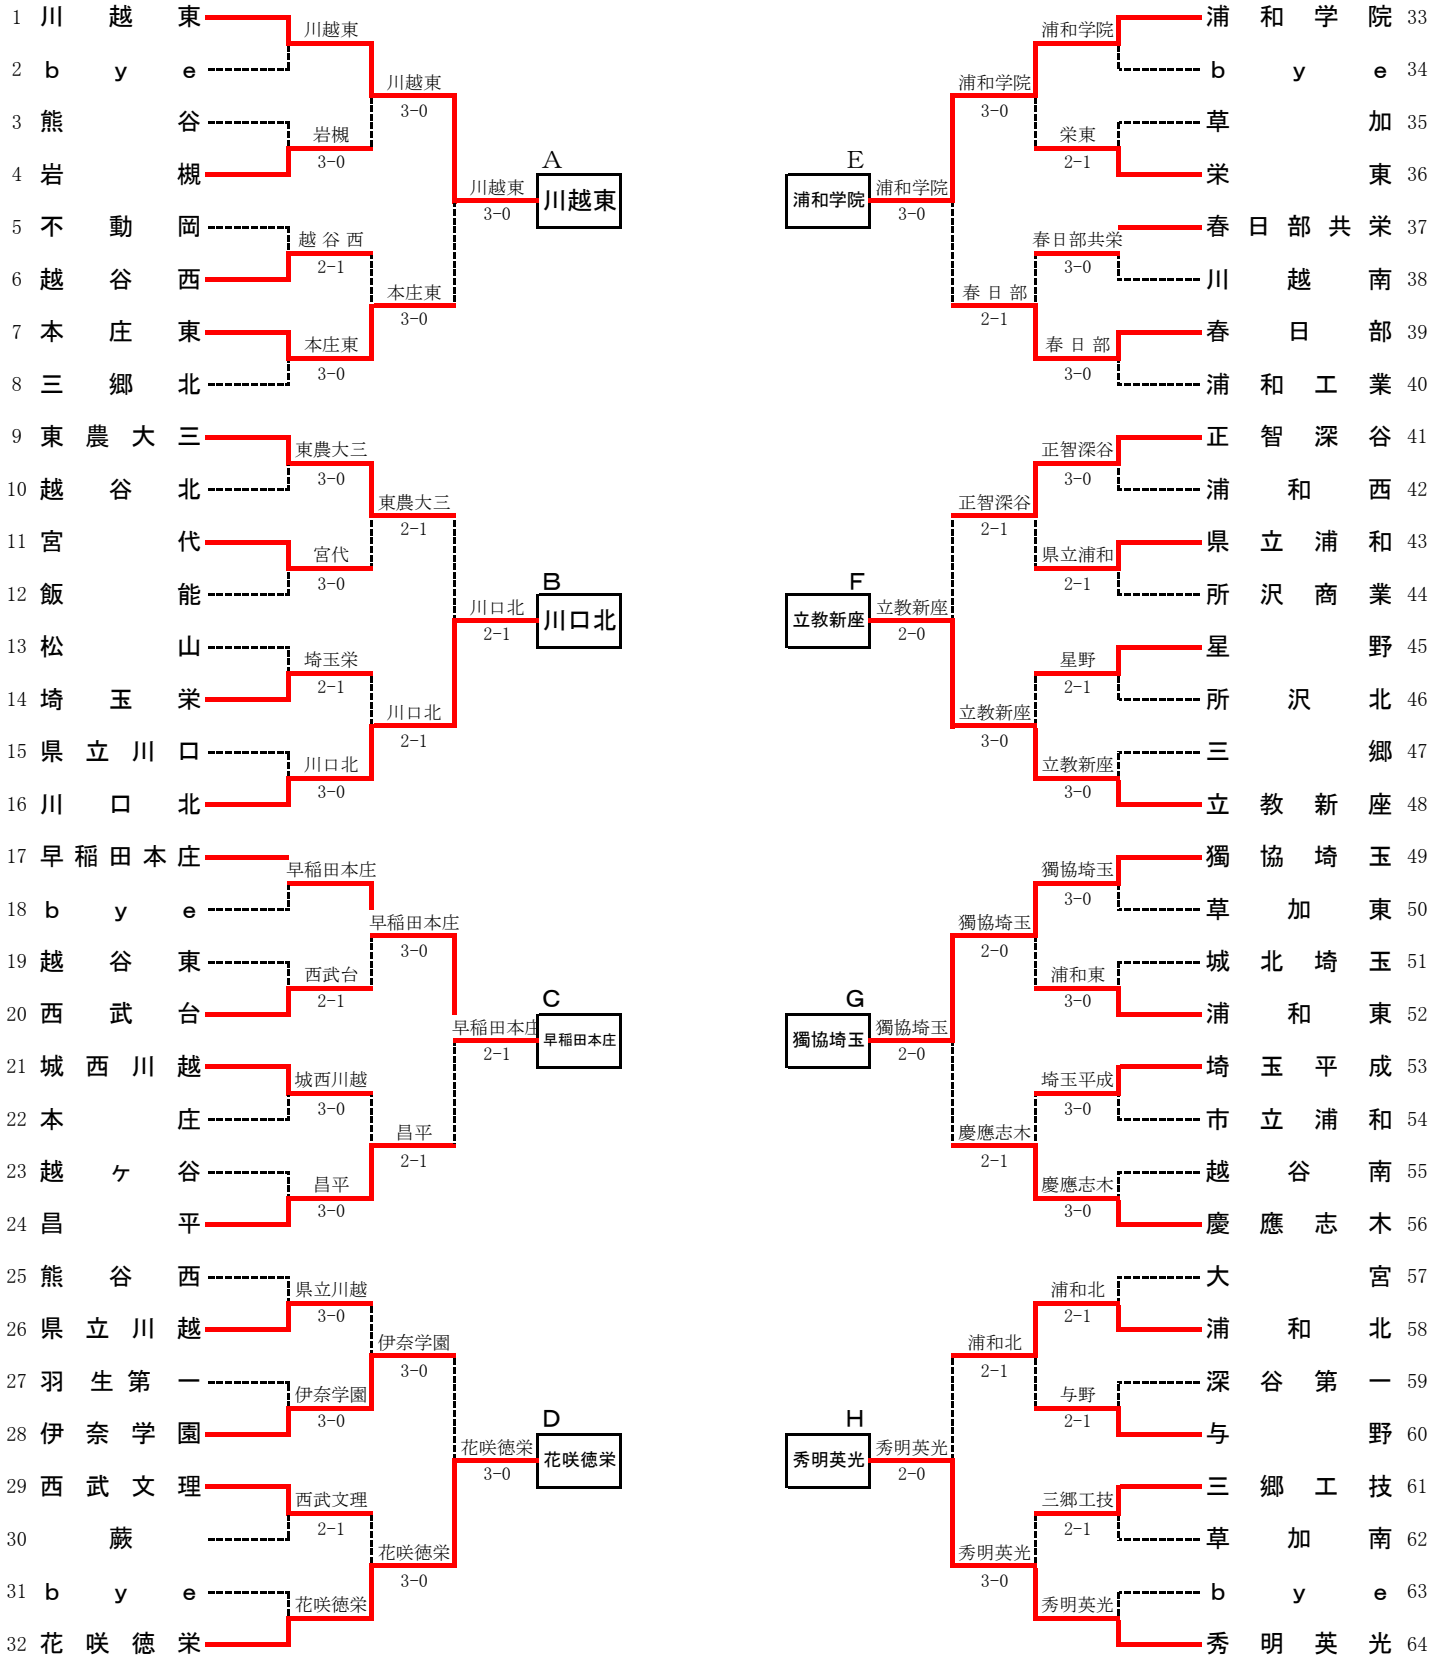 1 川越東
2 bye
3 熊谷
4 岩槻
5 不動岡
6 越谷西
7 本庄東
8 三郷北
9 東農大三
10 越谷北
11 宮代
12 飯能
13 松山
14 埼玉栄
15 県立川口
16 川口北
17 早稲田本庄
18 bye
19 越谷東
20 西武台
21 城西川越
22 本庄
23 越ヶ谷
24 昌平
25 熊谷西
26 県立川越
27 羽生第一
28 伊奈学園
29 西武文理
30 蕨
31 bye
32 花咲徳栄
川越東
岩槻
3-0
越谷西
2-1
本庄東
3-0
東農大三
3-0
宮代
3-0
埼玉栄
2-1
川口北
3-0
早稲田本庄
西武台
2-1
城西川越
3-0
昌平
3-0
県立川越
3-0
伊奈学園
3-0
西武文理
2-1
花咲徳栄
川越東
3-0
本庄東
3-0
東農大三
2-1
川口北
2-1
早稲田本庄
3-0
昌平
2-1
伊奈学園
3-0
花咲徳栄
3-0
川越東
3-0
川口北
2-1
早稲田本庄
2-1
花咲徳栄
3-0
A
川越東
B
川口北
C
早稲田本庄
D
花咲徳栄
E
浦和学院
F
立教新座
G
獨協埼玉
H
秀明英光
浦和学院
3-0
立教新座
2-0
獨協埼玉
2-0
秀明英光
2-0
浦和学院
3-0
春日部
2-1
正智深谷
2-1
立教新座
3-0
獨協埼玉
2-0
慶應志木
2-1
浦和北
2-1
秀明英光
3-0
浦和学院
栄東
2-1
春日部共栄
3-0
春日部
3-0
正智深谷
3-0
県立浦和
2-1
星野
2-1
立教新座
3-0
獨協埼玉
3-0
浦和東
3-0
埼玉平成
3-0
慶應志木
3-0
浦和北
2-1
与野
2-1
三郷工技
2-1
秀明英光
浦和学院 33
bye 34
草加 35
栄東 36
春日部共栄 37
川越南 38
春日部 39
浦和工業 40
正智深谷 41
浦和西 42
県立浦和 43
所沢商業 44
星野 45
所沢北 46
三郷 47
立教新座 48
獨協埼玉 49
草加東 50
城北埼玉 51
浦和東 52
埼玉平成 53
市立浦和 54
越谷南 55
慶應志木 56
大宮 57
浦和北 58
深谷第一 59
与野 60
三郷工技 61
草加南 62
bye 63
秀明英光 64